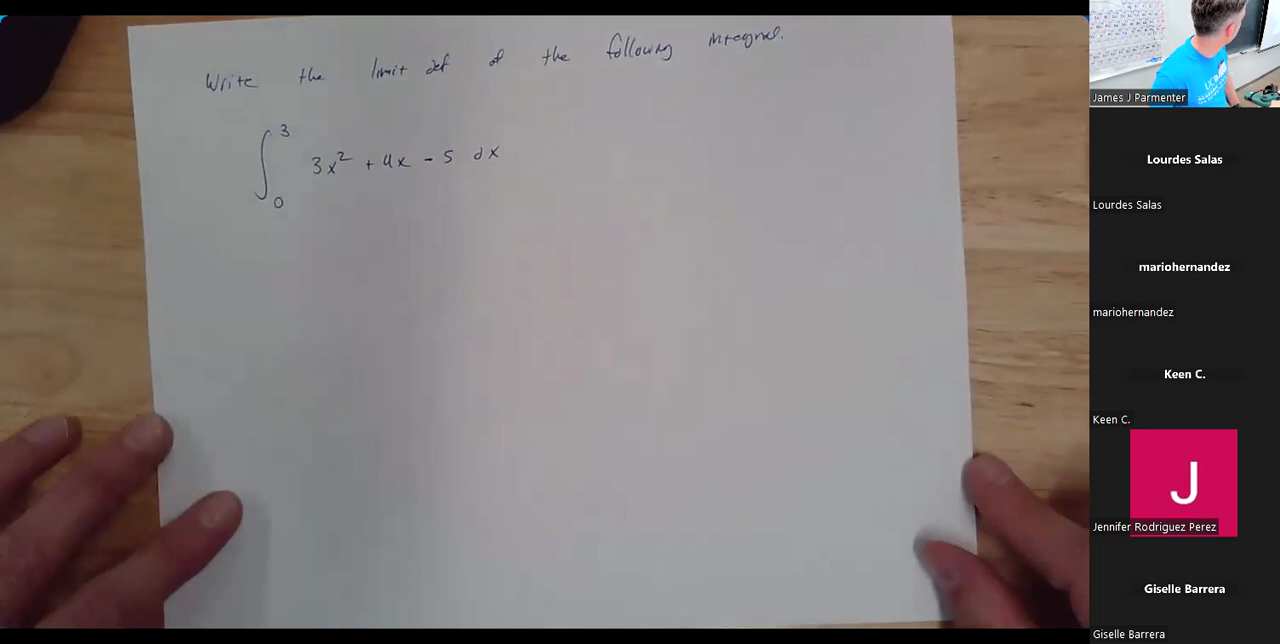 Write the limit def of the following integral.
∫₀³ 3x² + 4x - 5 dx
James J Parmenter
Lourdes Salas
Lourdes Salas
mariohernandez
mariohernandez
Keen C.
Keen C.
J
Jennifer Rodriguez Perez
Giselle Barrera
Giselle Barrera